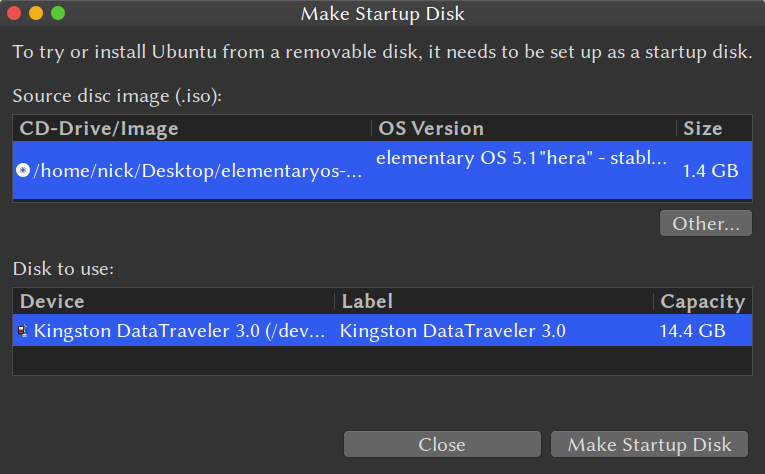 Make Startup Disk
To try or install Ubuntu from a removable disk, it needs to be set up as a startup disk.
Source disc image (.iso):
CD-Drive/Image OS Version Size
/home/nick/Desktop/elementaryos-... elementary OS 5.1"hera" - stabl... 1.4 GB
Other...
Disk to use:
Device Label Capacity
Kingston DataTraveler 3.0 (/dev... Kingston DataTraveler 3.0 14.4 GB
Close Make Startup Disk